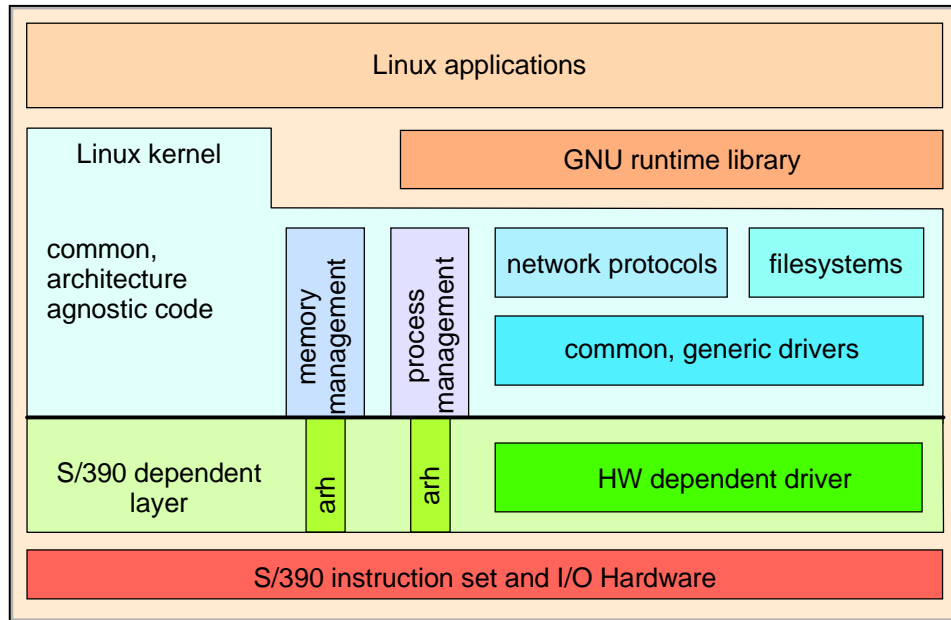 Linux applications
Linux kernel
GNU runtime library
common,
architecture
agnostic code
memory
management
process
management
network protocols
filesystems
common, generic drivers
S/390 dependent
layer
arh
arh
HW dependent driver
S/390 instruction set and I/O Hardware